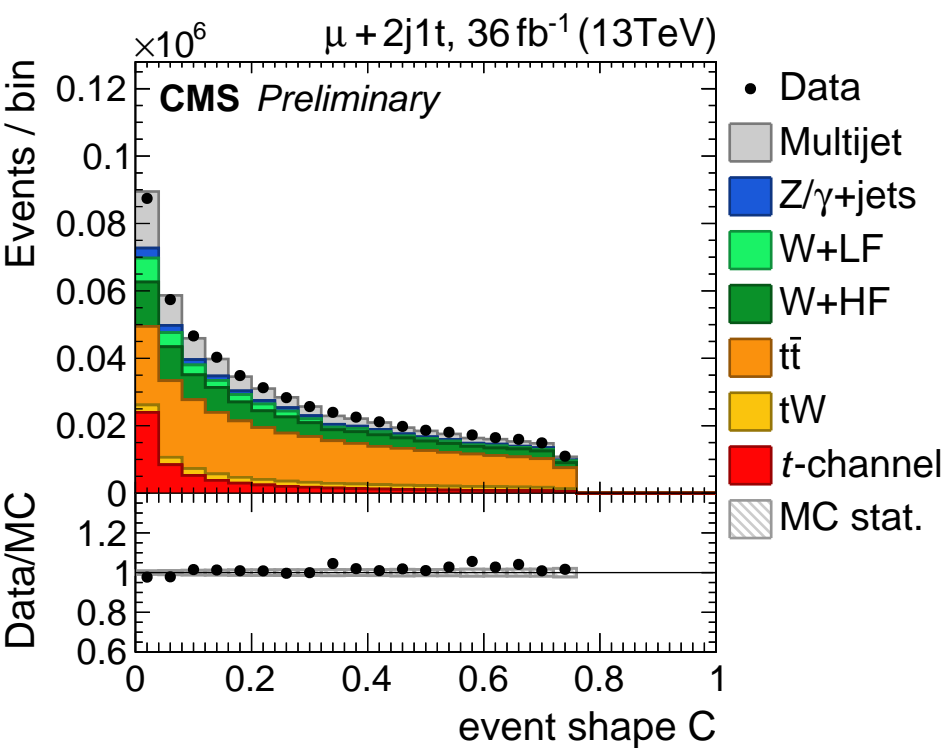 ×10⁶ μ + 2j1t, 36 fb⁻¹ (13TeV)
CMS Preliminary
Events / bin
0.12
0.1
0.08
0.06
0.04
0.02
0
Data
Multijet
Z/γ+jets
W+LF
W+HF
tt̄
tW
t-channel
MC stat.
Data/MC
1.2
1
0.8
0.6
0 0.2 0.4 0.6 0.8 1
event shape C